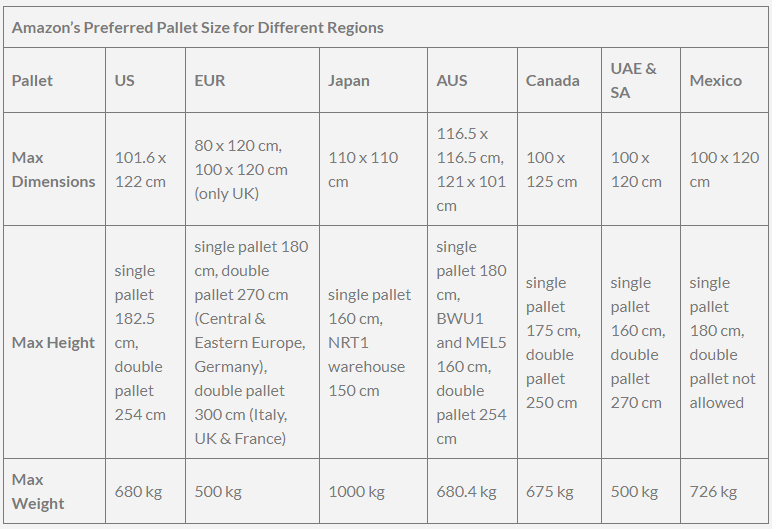 Amazon’s Preferred Pallet Size for Different Regions
Pallet
US
EUR
Japan
AUS
Canada
UAE &
SA
Mexico
Max
Dimensions
101.6 x
122 cm
80 x 120 cm,
100 x 120 cm
(only UK)
110 x 110
cm
116.5 x
116.5 cm,
121 x 101
cm
100 x
125 cm
100 x
120 cm
100 x 120
cm
Max Height
single
pallet
182.5
cm,
double
pallet
254 cm
single pallet 180
cm, double
pallet 270 cm
(Central &
Eastern Europe,
Germany),
double pallet
300 cm (Italy,
UK & France)
single pallet
160 cm,
NRT1
warehouse
150 cm
single
pallet 180
cm,
BWU1
and MEL5
160 cm,
double
pallet 254
cm
single
pallet
175 cm,
double
pallet
250 cm
single
pallet
160 cm,
double
pallet
270 cm
single
pallet
180 cm,
double
pallet not
allowed
Max
Weight
680 kg
500 kg
1000 kg
680.4 kg
675 kg
500 kg
726 kg